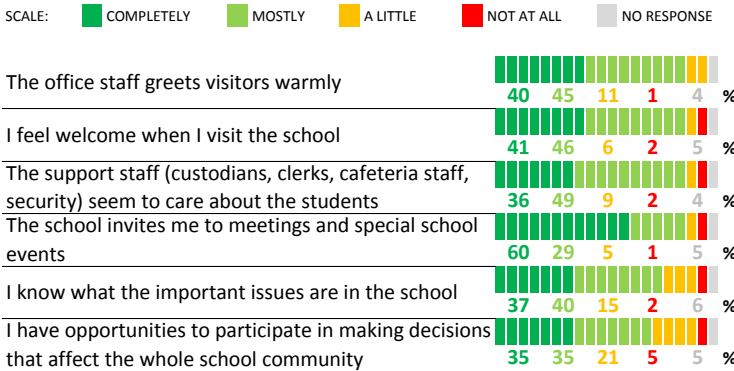 SCALE: COMPLETELY MOSTLY A LITTLE NOT AT ALL NO RESPONSE
The office staff greets visitors warmly
40 45 11 1 4 %
I feel welcome when I visit the school
41 46 6 2 5 %
The support staff (custodians, clerks, cafeteria staff,
security) seem to care about the students
36 49 9 2 4 %
The school invites me to meetings and special school
events
60 29 5 1 5 %
I know what the important issues are in the school
37 40 15 2 6 %
I have opportunities to participate in making decisions
that affect the whole school community
35 35 21 5 5 %